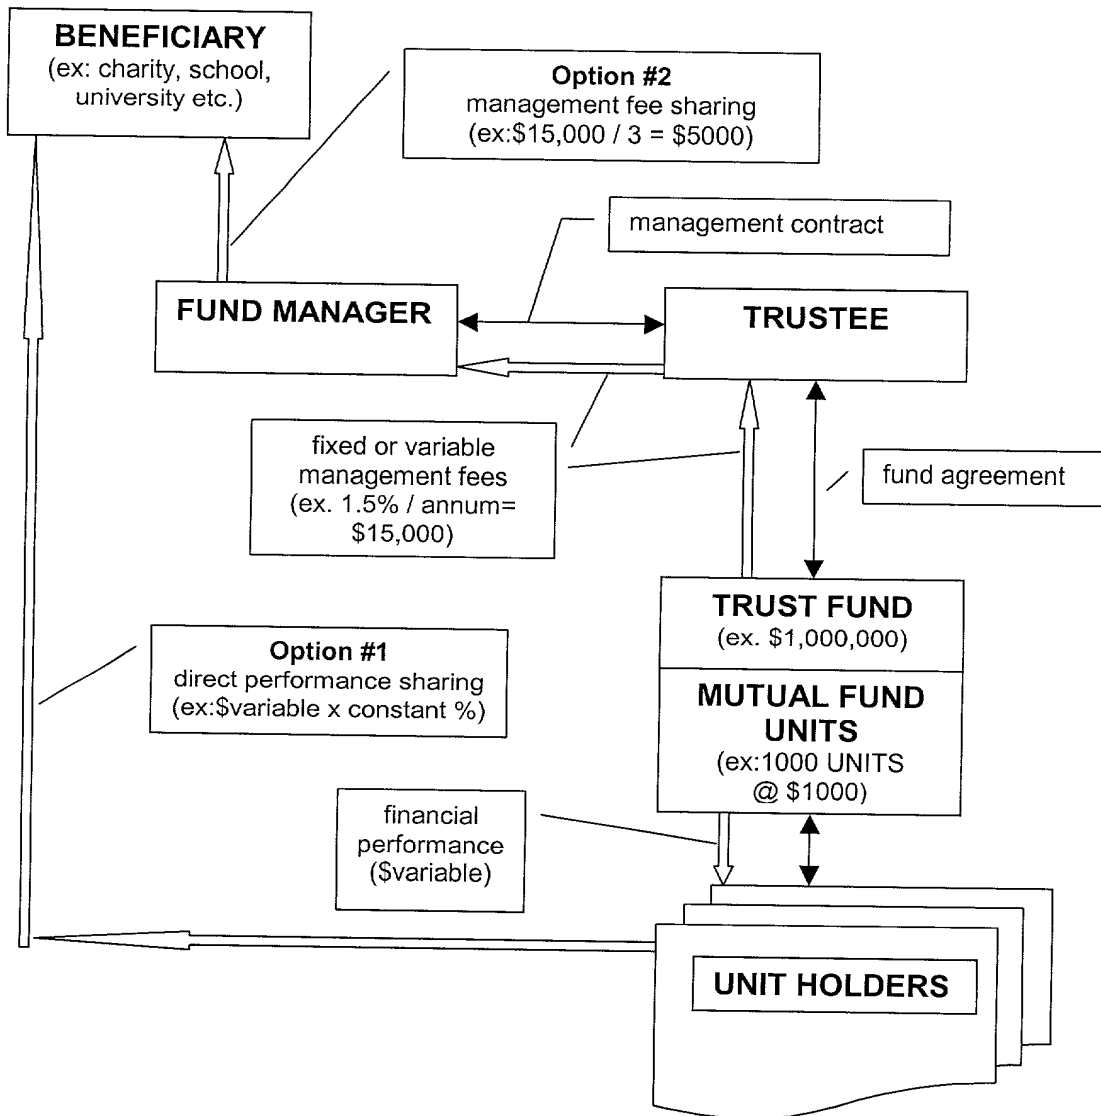 BENEFICIARY
(ex: charity, school,
university etc.)
Option #2
management fee sharing
(ex:$15,000 / 3 = $5000)
management contract
FUND MANAGER
TRUSTEE
fixed or variable
management fees
(ex. 1.5% / annum=
$15,000)
fund agreement
TRUST FUND
(ex. $1,000,000)
Option #1
direct performance sharing
(ex:$variable x constant %)
MUTUAL FUND
UNITS
(ex:1000 UNITS
@ $1000)
financial
performance
($variable)
UNIT HOLDERS